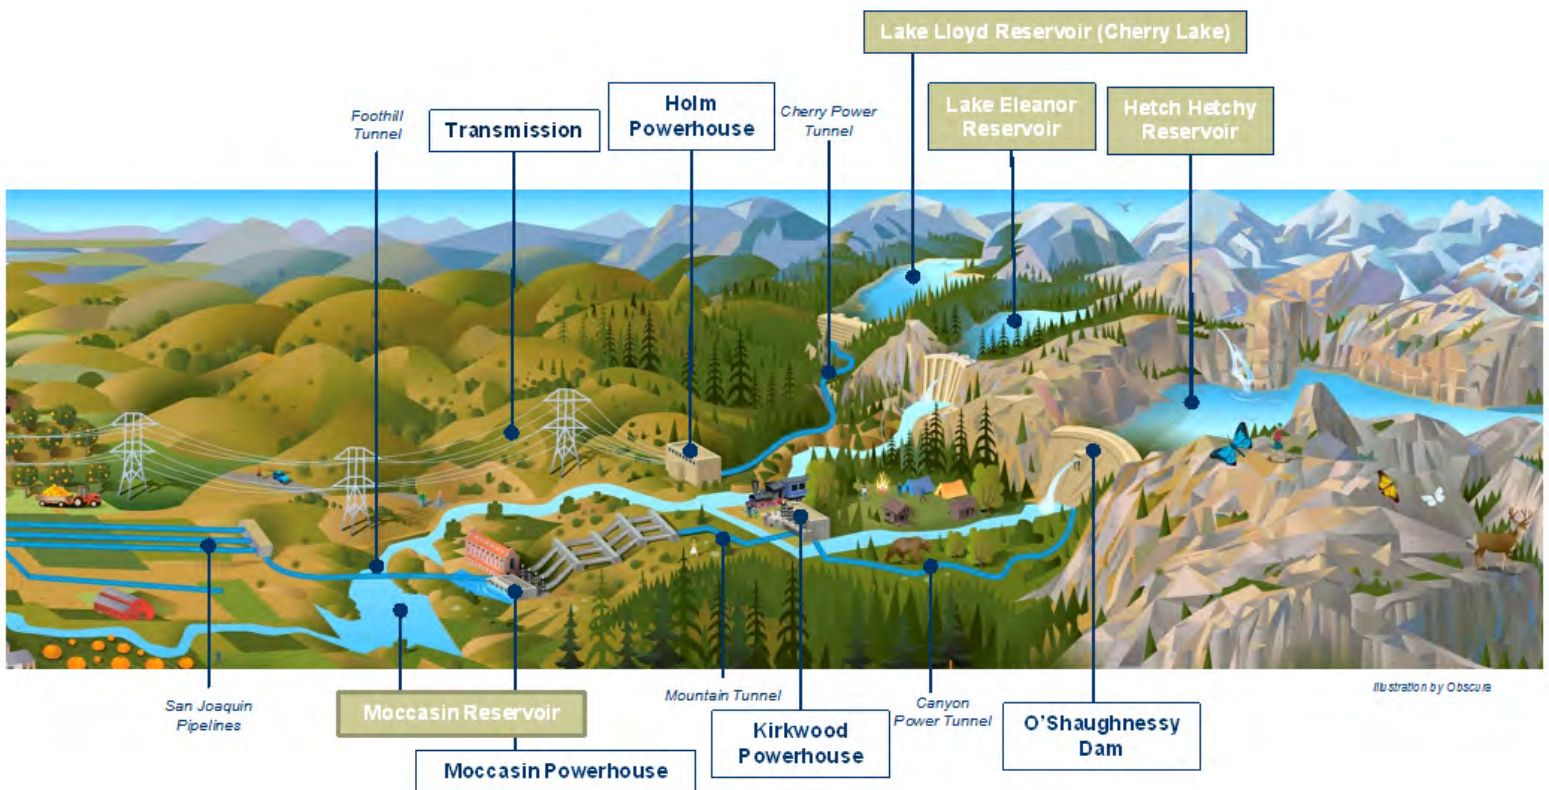 Lake Lloyd Reservoir (Cherry Lake)
Foothill
Tunnel
Transmission
Holm
Powerhouse
Cherry Power
Tunnel
Lake Eleanor
Reservoir
Hetch Hetchy
Reservoir
San Joaquin
Pipelines
Moccasin Reservoir
Moccasin Powerhouse
Mountain Tunnel
Kirkwood
Powerhouse
Canyon
Power Tunnel
O'Shaughnessy
Dam
Illustration by Obscura